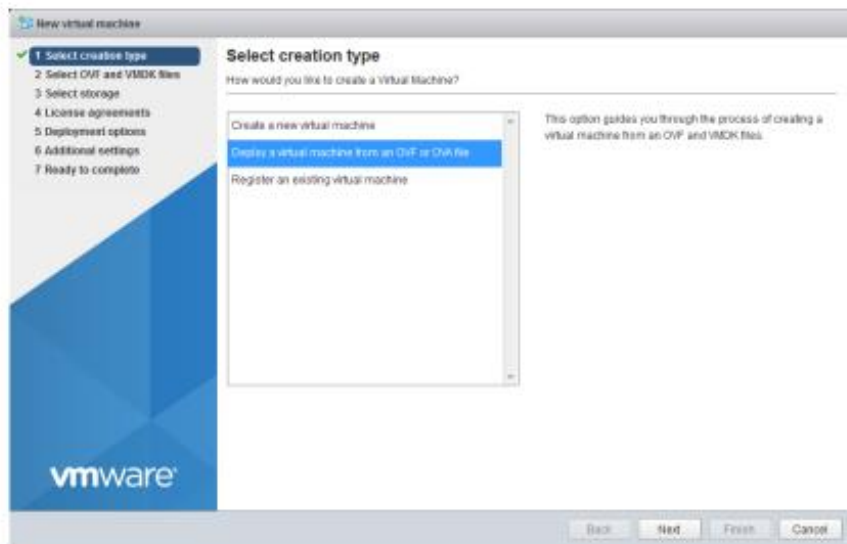 New virtual machine
1 Select creation type
2 Select OVF and VMDK files
3 Select storage
4 License agreements
5 Deployment options
6 Additional settings
7 Ready to complete
Select creation type
How would you like to create a Virtual Machine?
Create a new virtual machine
Deploy a virtual machine from an OVF or OVA file
Register an existing virtual machine
This option guides you through the process of creating a
virtual machine from an OVF and VMDK files.
vmware
Back
Next
Finish
Cancel